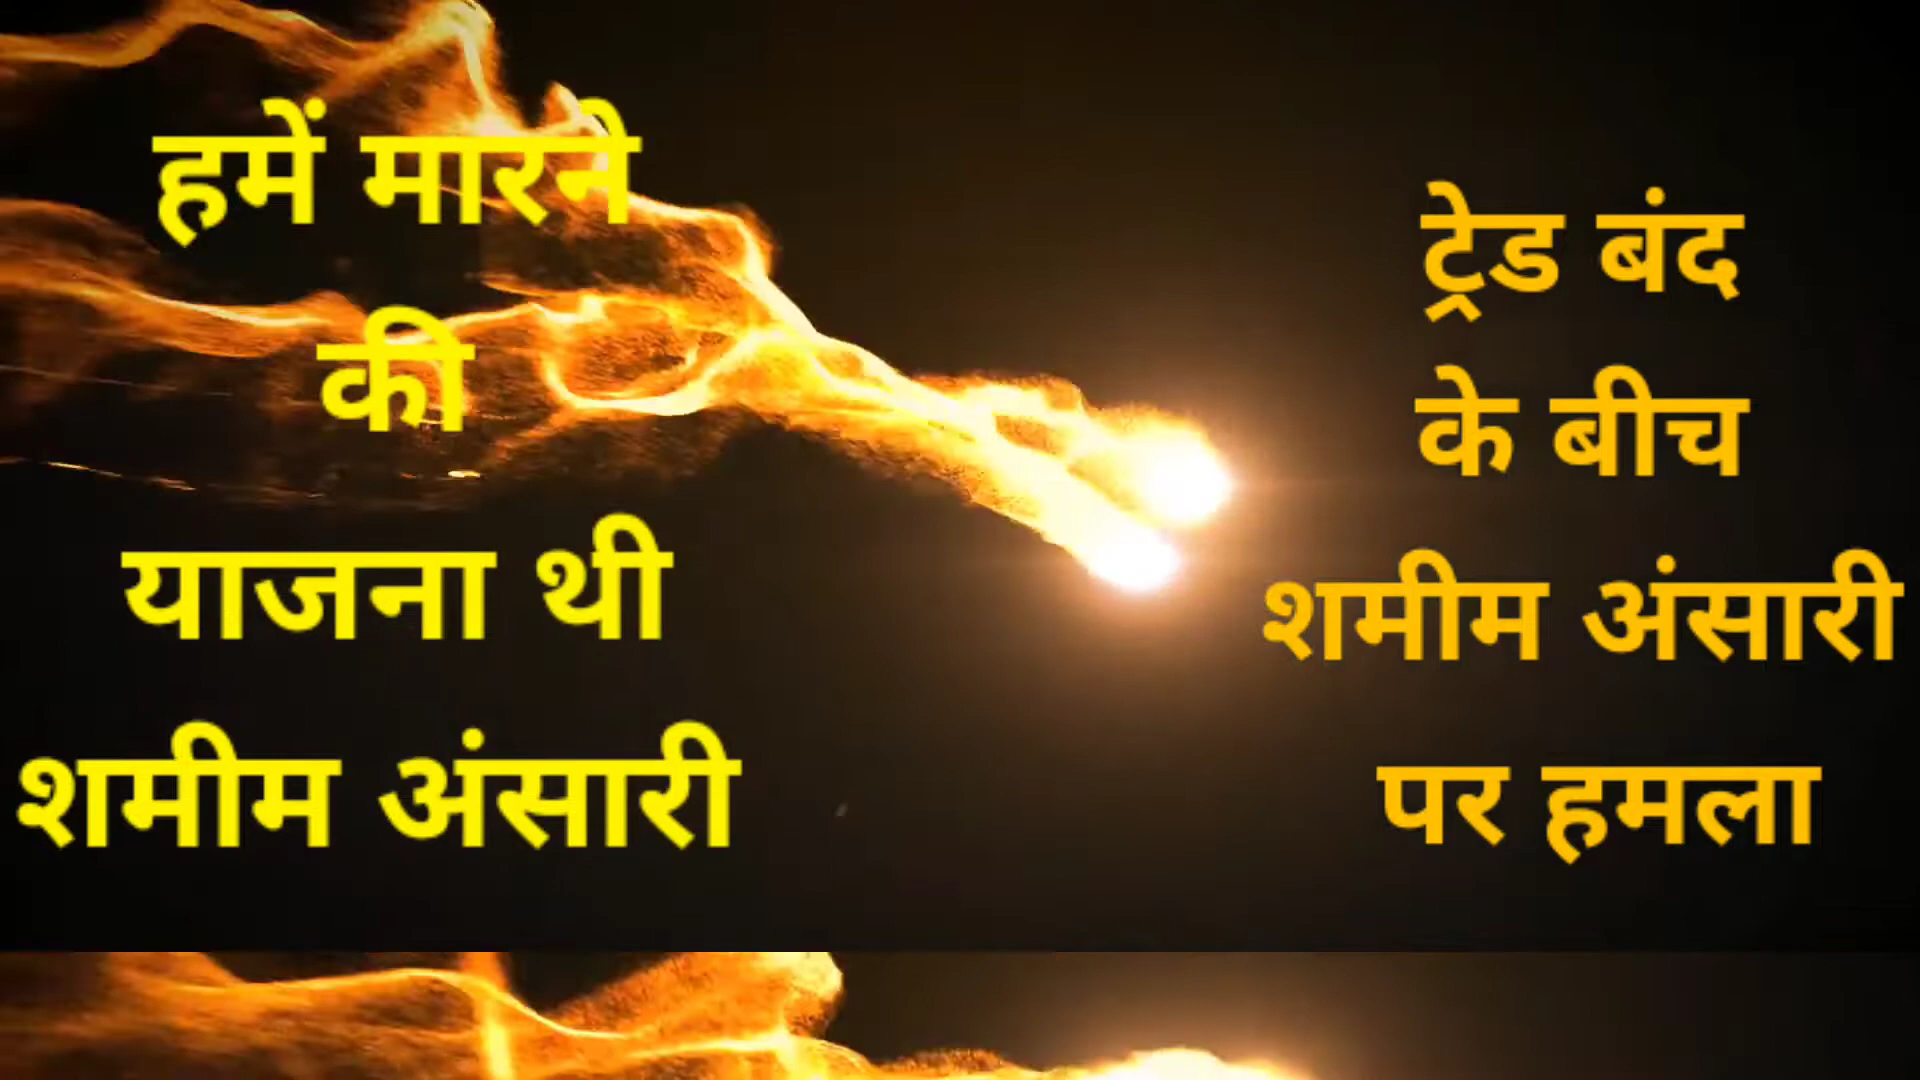 हमें मारने
की
याजना थी
शमीम अंसारी
ट्रेड बंद
के बीच
शमीम अंसारी
पर हमला